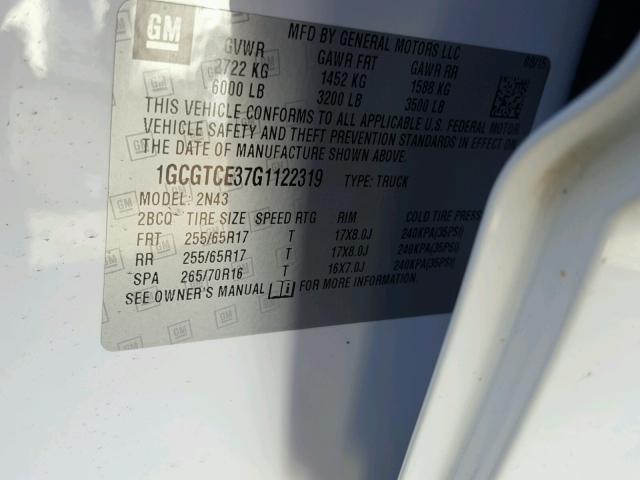 GM
MFD BY GENERAL MOTORS LLC
08/15
GVWR GAWR FRT GAWR RR
2722 KG 1452 KG 1588 KG
6000 LB 3200 LB 3500 LB
THIS VEHICLE CONFORMS TO ALL APPLICABLE U.S. FEDERAL MOTOR
VEHICLE SAFETY AND THEFT PREVENTION STANDARDS IN EFFECT ON
THE DATE OF MANUFACTURE SHOWN ABOVE.
1GCGTCE37G1122319 TYPE: TRUCK
MODEL: 2N43
2BCQ TIRE SIZE SPEED RTG RIM COLD TIRE PRESS
FRT 255/65R17 T 17X8.0J 240KPA(35PSI)
RR 255/65R17 T 17X8.0J 240KPA(35PSI)
SPA 265/70R16 T 16X7.0J 240KPA(35PSI)
SEE OWNER'S MANUAL FOR MORE INFORMATION.